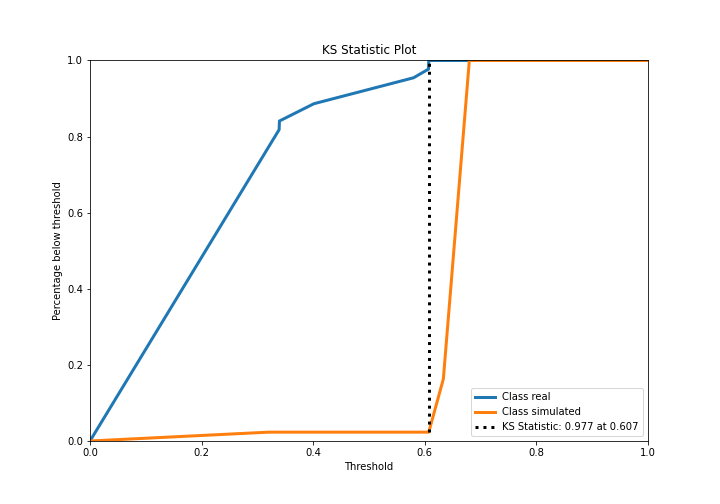 KS Statistic Plot
1.0
0.8
0.6
0.4
0.2
0.0
Percentage below threshold
0.0 0.2 0.4 0.6 0.8 1.0
Threshold
Class real
Class simulated
KS Statistic: 0.977 at 0.607